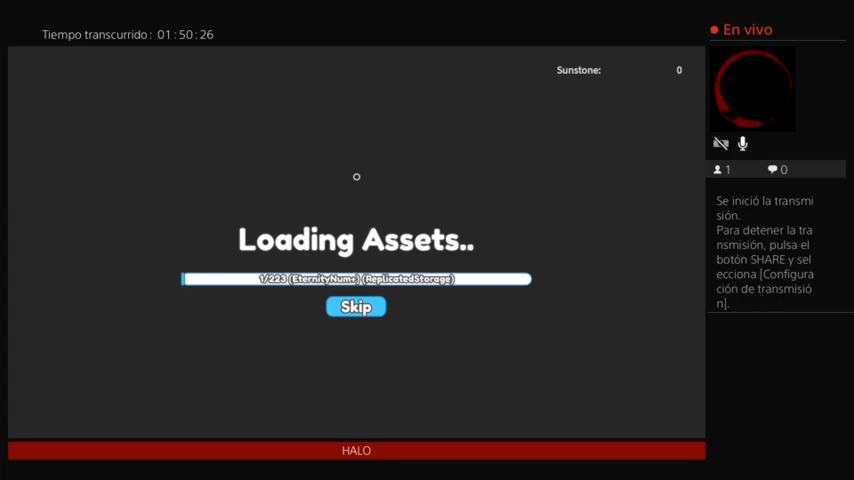 Tiempo transcurrido: 01:50:26
En vivo
Sunstone: 0
1
0
Se inició la transmi
sión.
Para detener la tra
nsmisión, pulsa el
botón SHARE y sel
ecciona [Configura
ción de transmisió
n].
Loading Assets..
1/223 (EternityNum) (ReplicatedStorage)
Skip
HALO